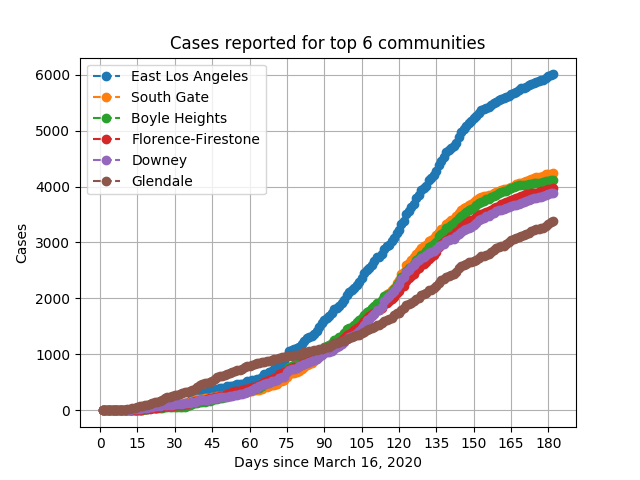 Cases reported for top 6 communities
East Los Angeles
South Gate
Boyle Heights
Florence-Firestone
Downey
Glendale
6000
5000
4000
3000
2000
1000
0
Cases
0 15 30 45 60 75 90 105 120 135 150 165 180
Days since March 16, 2020